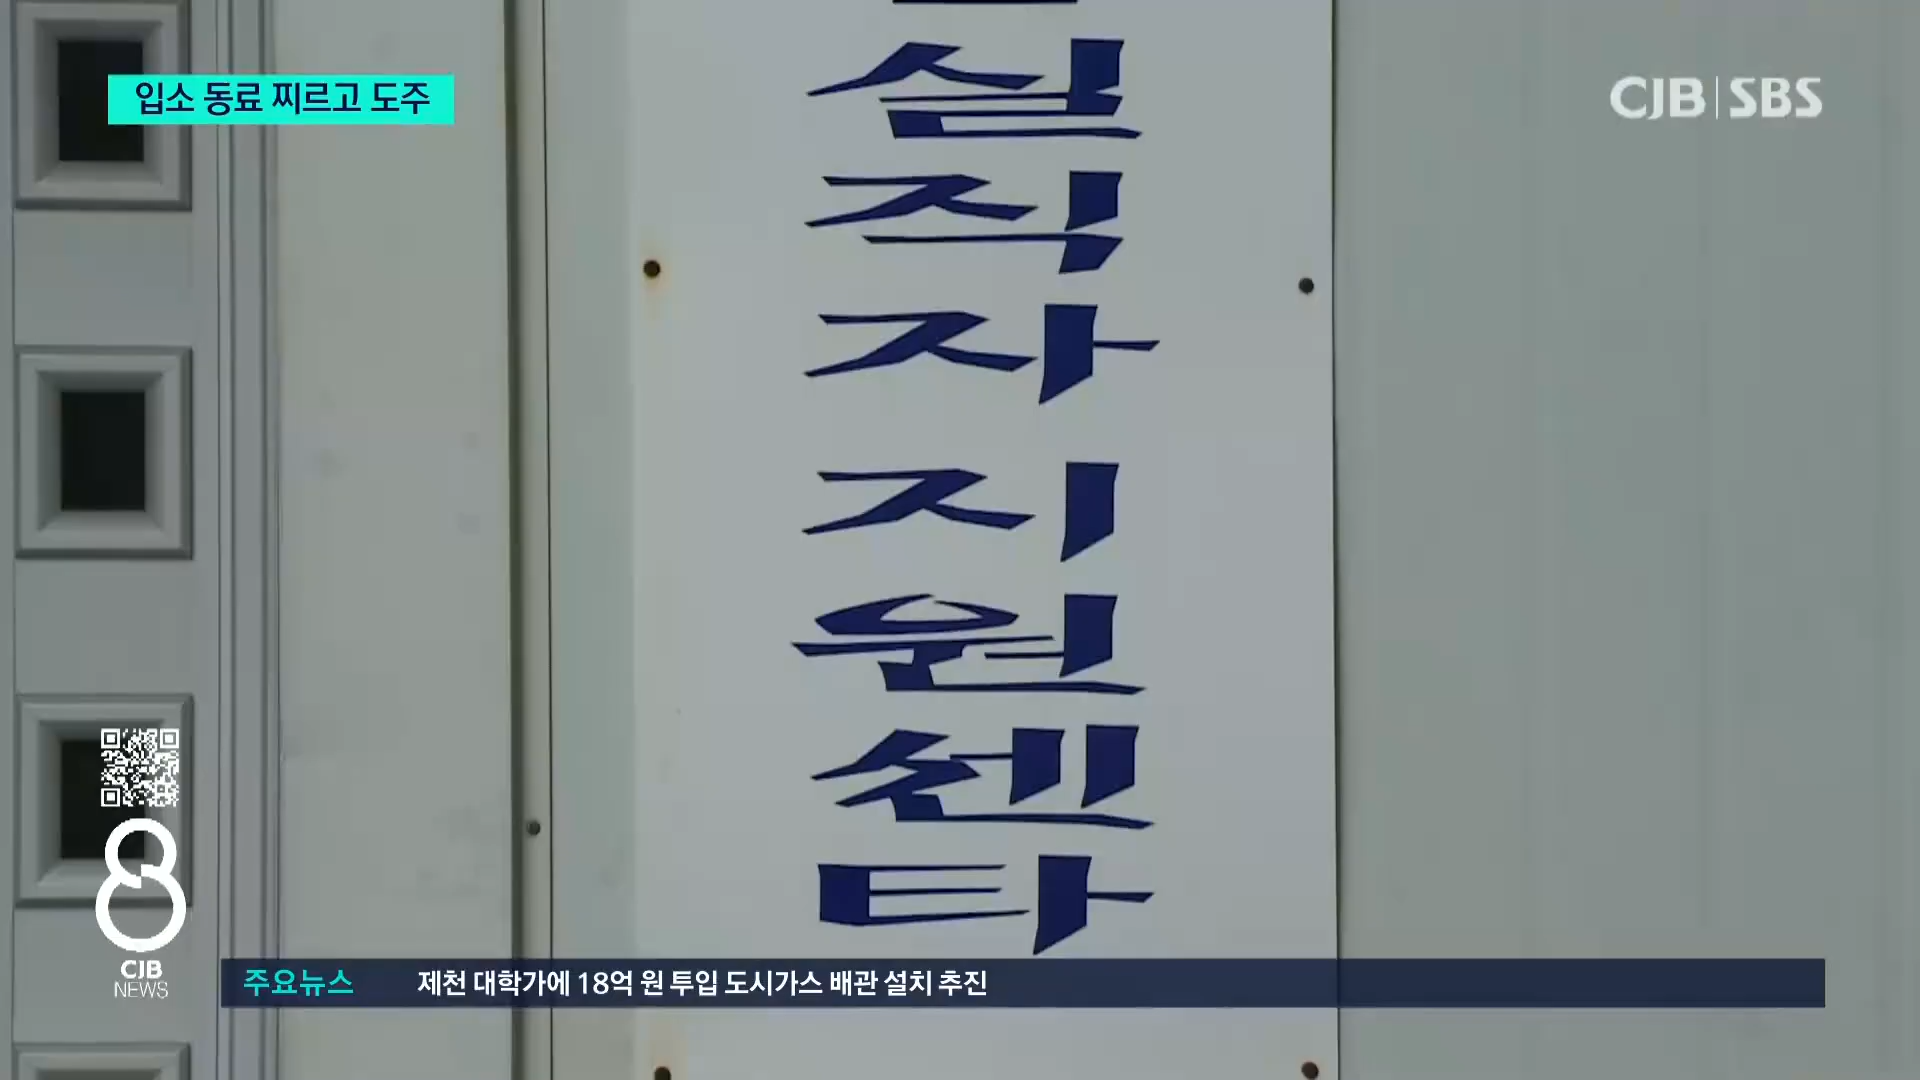 입소 동료 찌르고 도주
CJB SBS
실
직
자
지
원
센
타
8
CJB
NEWS
주요뉴스 제천 대학가에 18억 원 투입 도시가스 배관 설치 추진